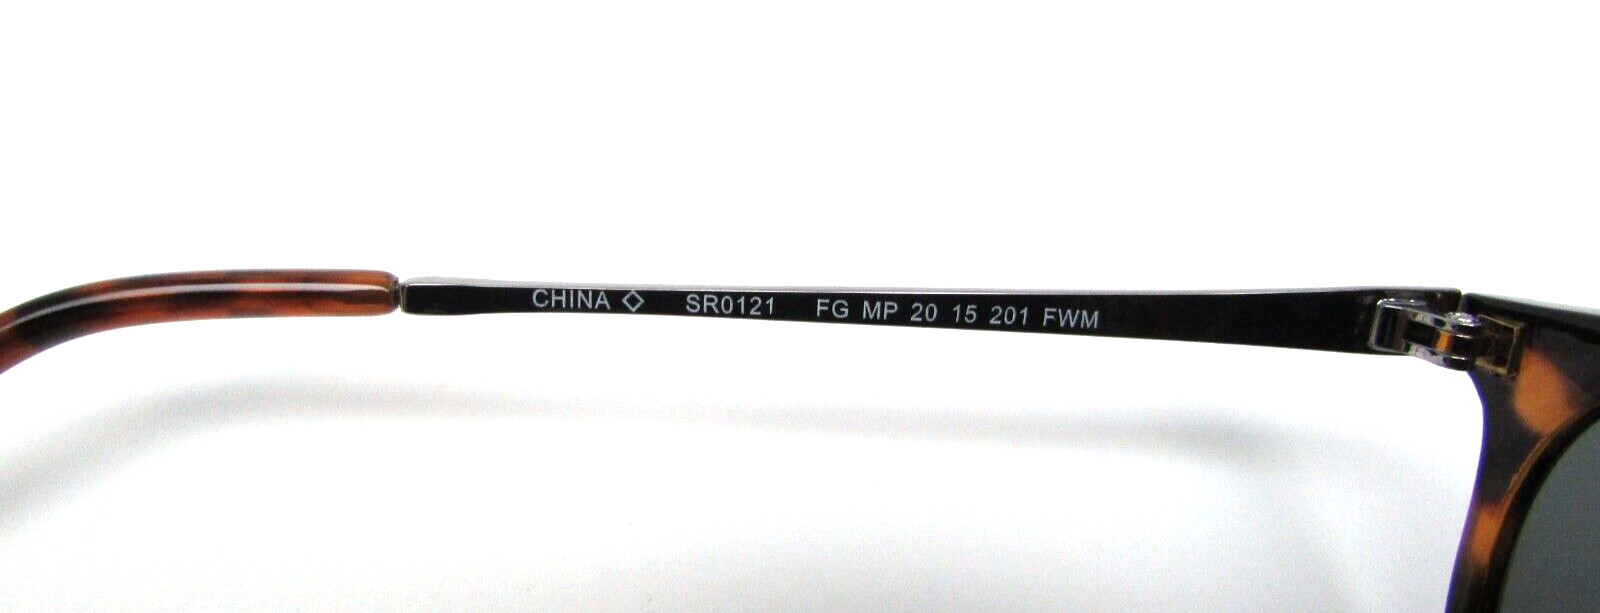 CHINA ◇ SR0121 FG MP 20 15 201 FWM